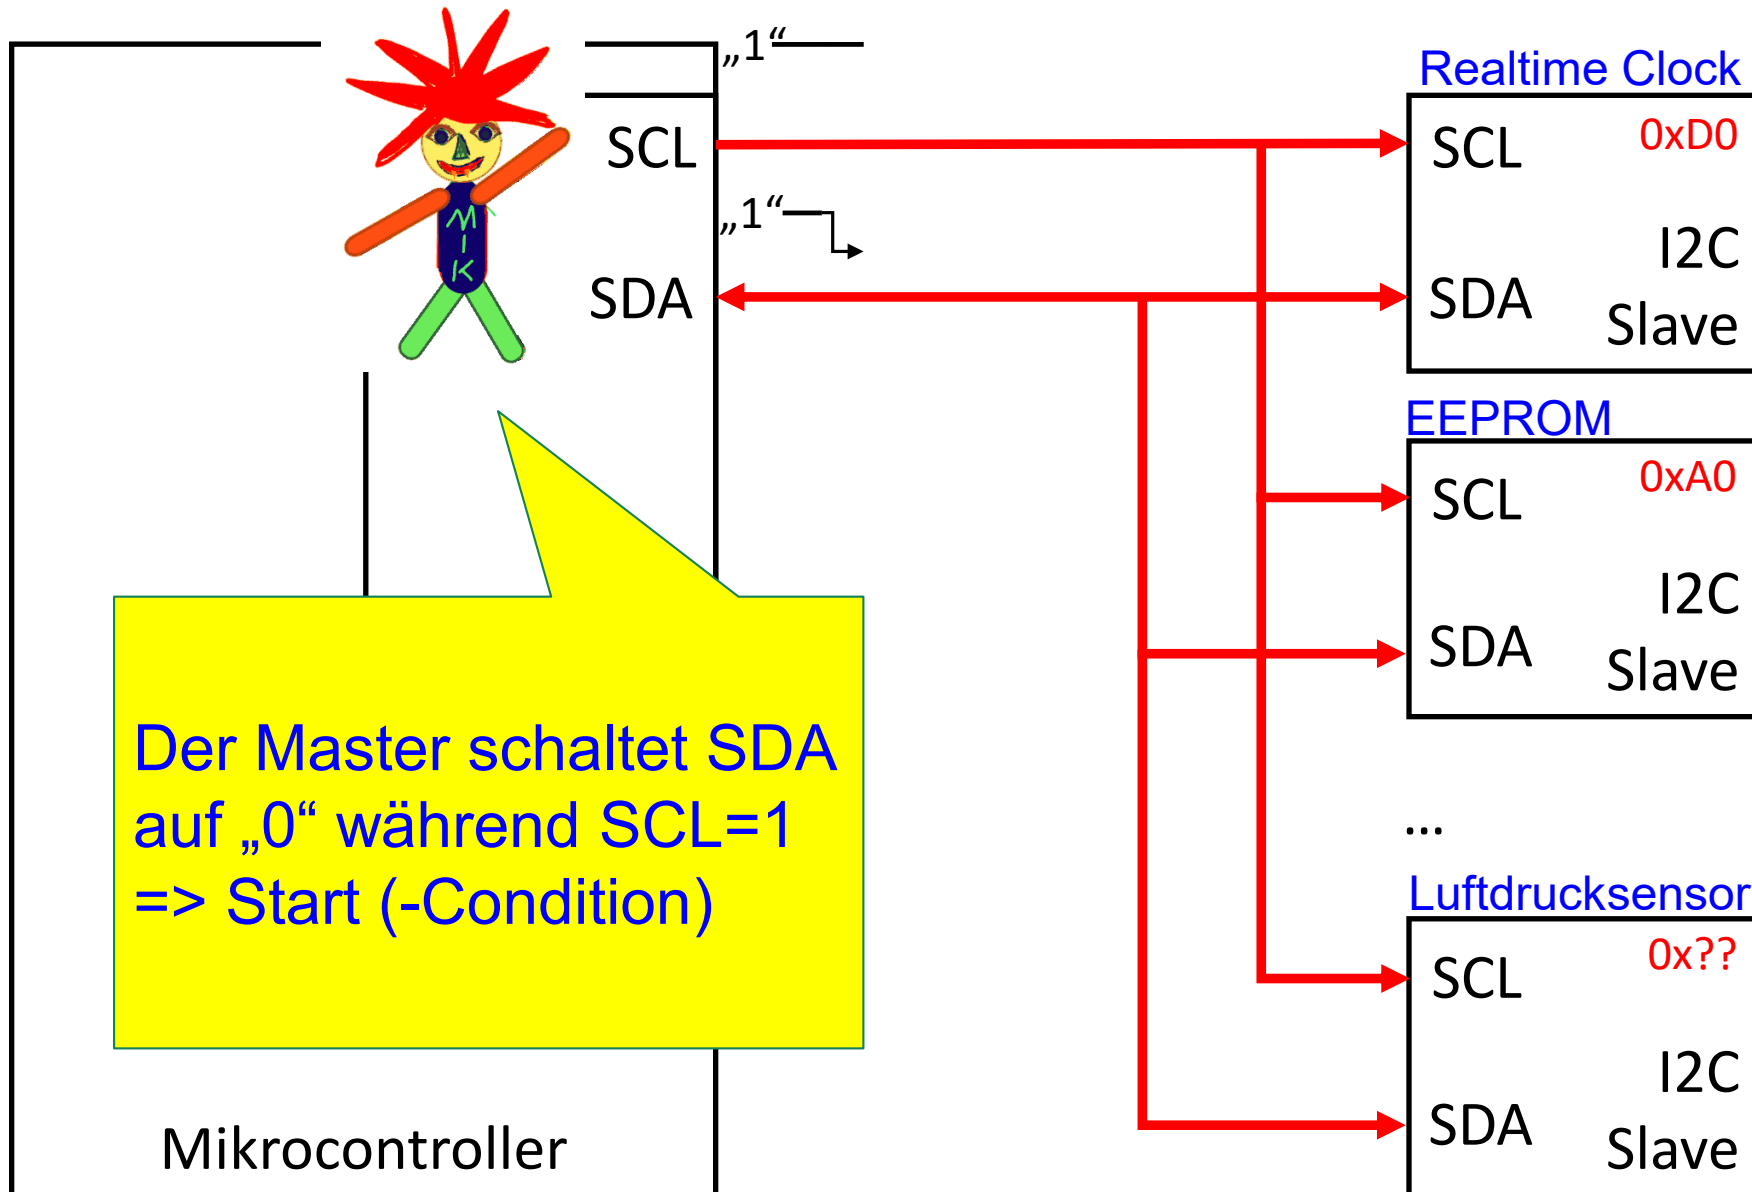 „1“
SCL
„1“
SDA
MIK
Der Master schaltet SDA
auf „0“ während SCL=1
=> Start (-Condition)
Mikrocontroller
Realtime Clock
SCL 0xD0
I2C
SDA
Slave
EEPROM
SCL 0xA0
I2C
SDA
Slave
...
Luftdrucksensor
SCL 0x??
I2C
SDA
Slave